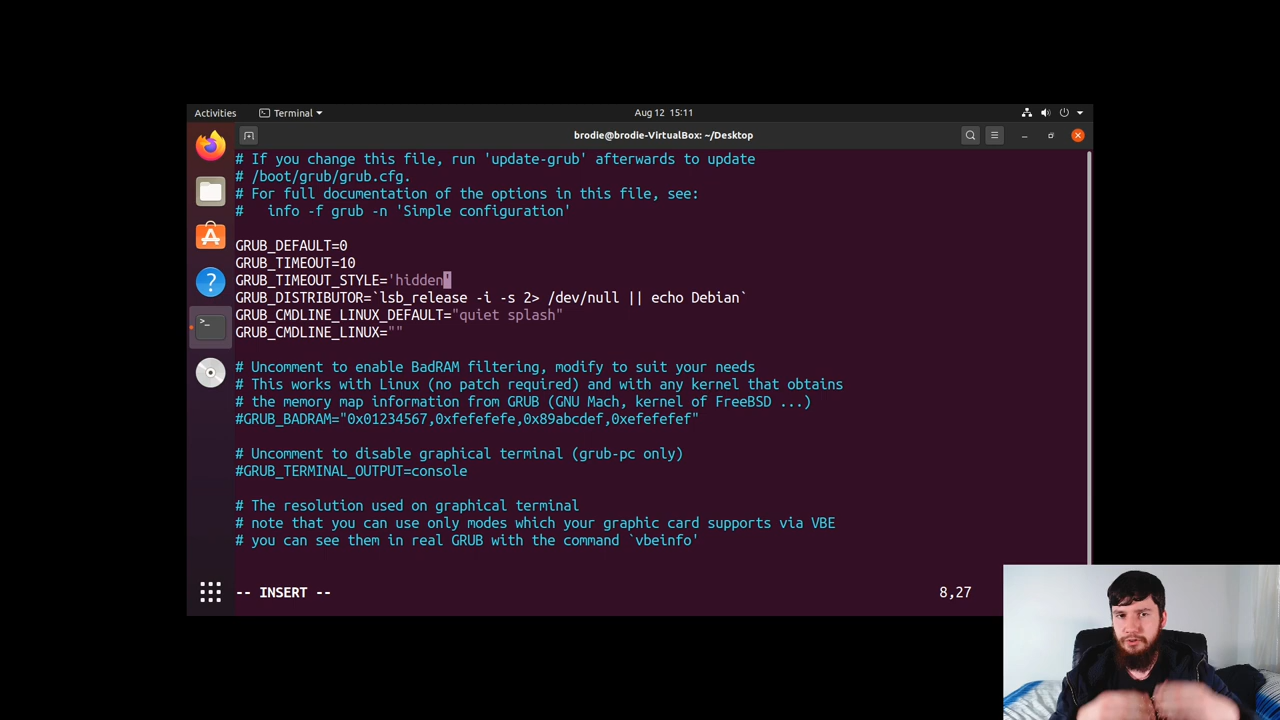 Activities
Terminal
Aug 12 15:11
brodie@brodie-VirtualBox: ~/Desktop
# If you change this file, run 'update-grub' afterwards to update
# /boot/grub/grub.cfg.
# For full documentation of the options in this file, see:
#   info -f grub -n 'Simple configuration'
GRUB_DEFAULT=0
GRUB_TIMEOUT=10
GRUB_TIMEOUT_STYLE='hidden'
GRUB_DISTRIBUTOR=`lsb_release -i -s 2> /dev/null || echo Debian`
GRUB_CMDLINE_LINUX_DEFAULT="quiet splash"
GRUB_CMDLINE_LINUX=""
# Uncomment to enable BadRAM filtering, modify to suit your needs
# This works with Linux (no patch required) and with any kernel that obtains
# the memory map information from GRUB (GNU Mach, kernel of FreeBSD ...)
#GRUB_BADRAM="0x01234567,0xfefefefe,0x89abcdef,0xefefefef"
# Uncomment to disable graphical terminal (grub-pc only)
#GRUB_TERMINAL_OUTPUT=console
# The resolution used on graphical terminal
# note that you can use only modes which your graphic card supports via VBE
# you can see them in real GRUB with the command `vbeinfo'
-- INSERT --
8,27